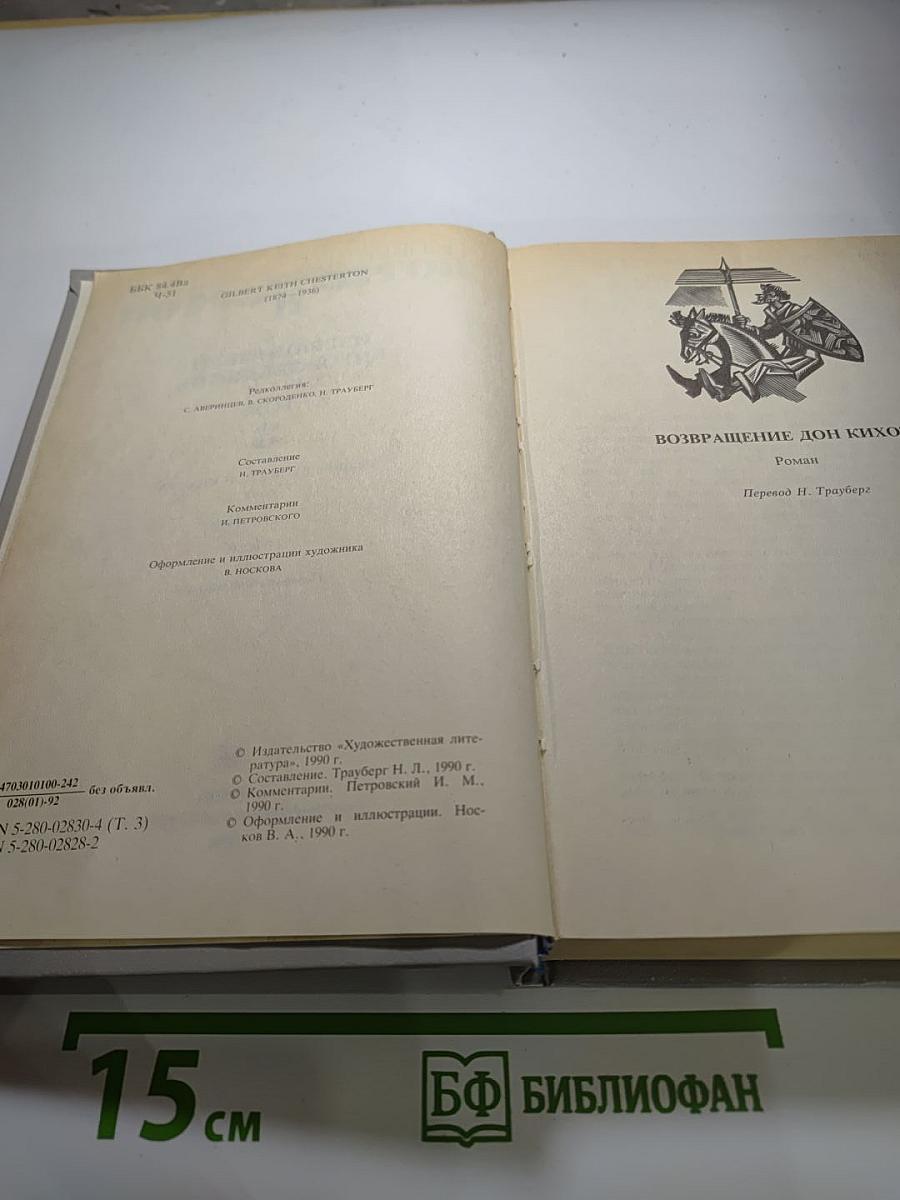 ББК 84.4Вл
Ч-51
GILBERT KEITH CHESTERTON
(1874—1936)
Редколлегия:
С. АВЕРИНЦЕВ, В. СКОРОДЕНКО, Н. ТРАУБЕРГ
Составление
Н. ТРАУБЕРГ
Комментарии
И. ПЕТРОВСКОГО
Оформление и иллюстрации художника
В. НОСКОВА
4703010100-242
028(01)-92
без объявл.
N 5-280-02830-4 (Т. 3)
N 5-280-02828-2
© Издательство «Художественная лите-
ратура», 1990 г.
© Составление. Трауберг Н. Л., 1990 г.
© Комментарии. Петровский И. М.,
1990 г.
© Оформление и иллюстрации. Нос-
ков В. А., 1990 г.
ВОЗВРАЩЕНИЕ ДОН КИХО
Роман
Перевод Н. Трауберг
15 см
БФ БИБЛИОФАН